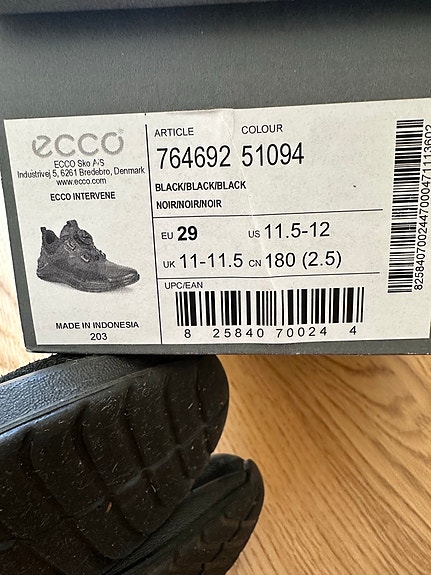 ecco
ECCO Sko A/S
Industrivej 5, 6261 Bredebro, Denmark
www.ecco.com
ECCO INTERVENE
MADE IN INDONESIA
203
ARTICLE COLOUR
764692 51094
BLACK/BLACK/BLACK
NOIR/NOIR/NOIR
EU 29 US 11.5-12
UK 11-11.5 CN 180 (2.5)
UPC/EAN
8 25840 70024 4
8258407002447000471113602